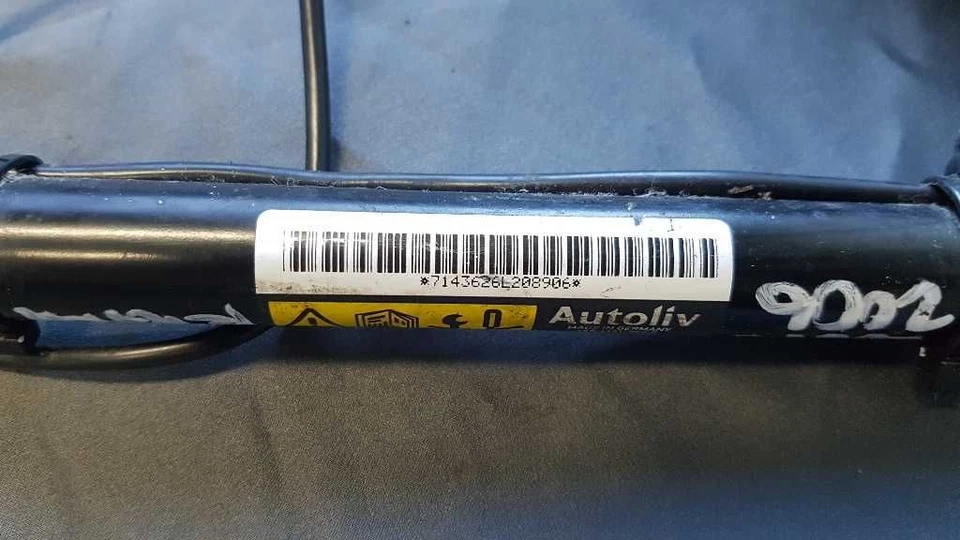 *7143626L208906*
Autoliv
MADE IN GERMANY
2006